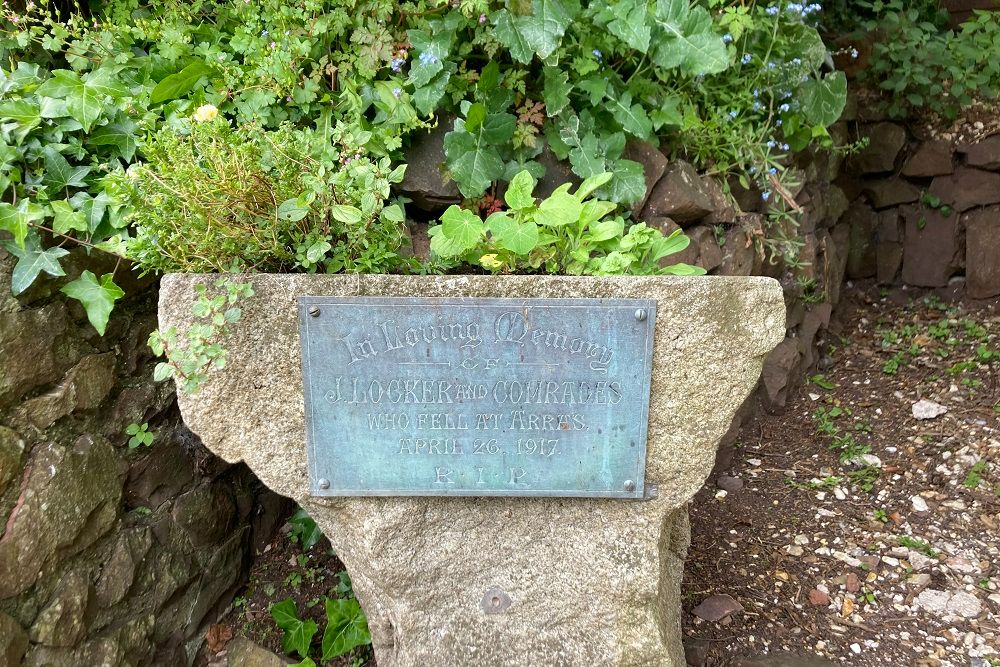 In Loving Memory
OF
J. LOCKER AND COMRADES
WHO FELL AT ARRAS.
APRIL 26, 1917.
R I P